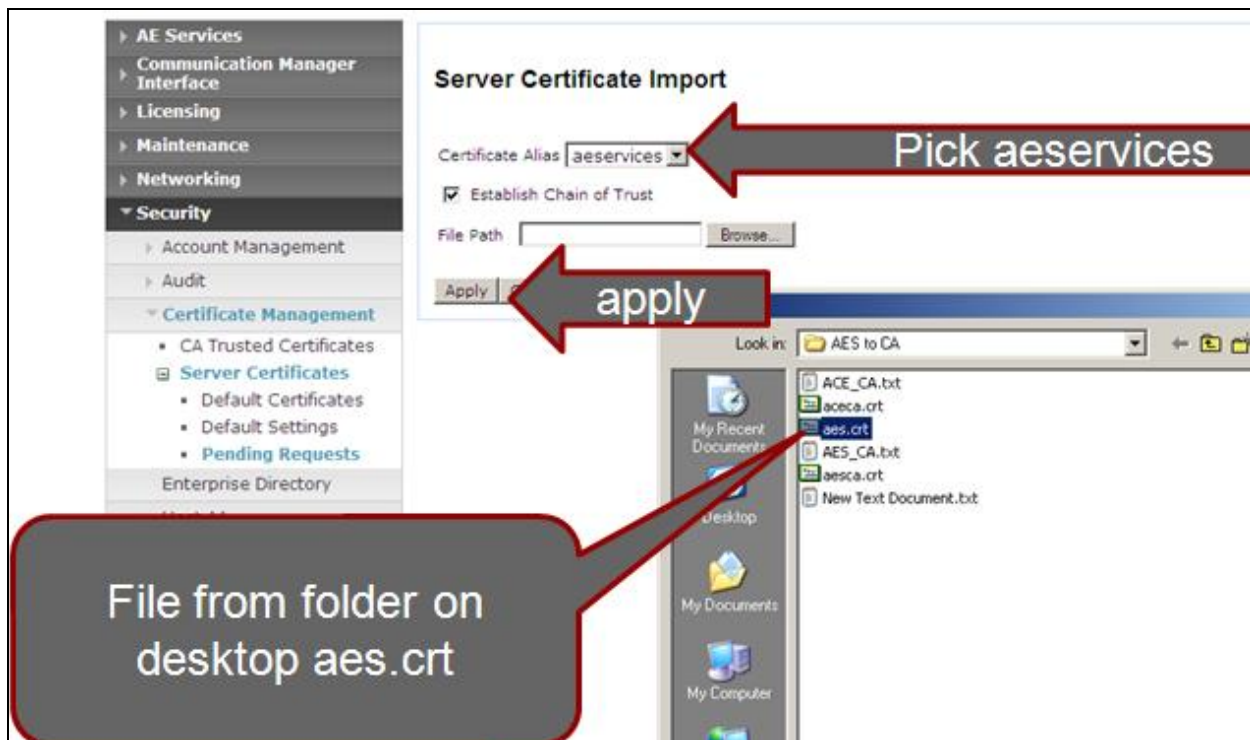 AE Services
Communication Manager
Interface
Licensing
Maintenance
Networking
Security
Account Management
Audit
Certificate Management
CA Trusted Certificates
Server Certificates
Default Certificates
Default Settings
Pending Requests
Enterprise Directory
Server Certificate Import
Certificate Alias aeservices
Pick aeservices
Establish Chain of Trust
File Path Browse...
Apply
apply
Look in: AES to CA
My Recent
Documents
Desktop
My Documents
My Computer
ACE_CA.txt
aceca.crt
aes.crt
AES_CA.txt
aesca.crt
New Text Document.txt
File from folder on
desktop aes.crt